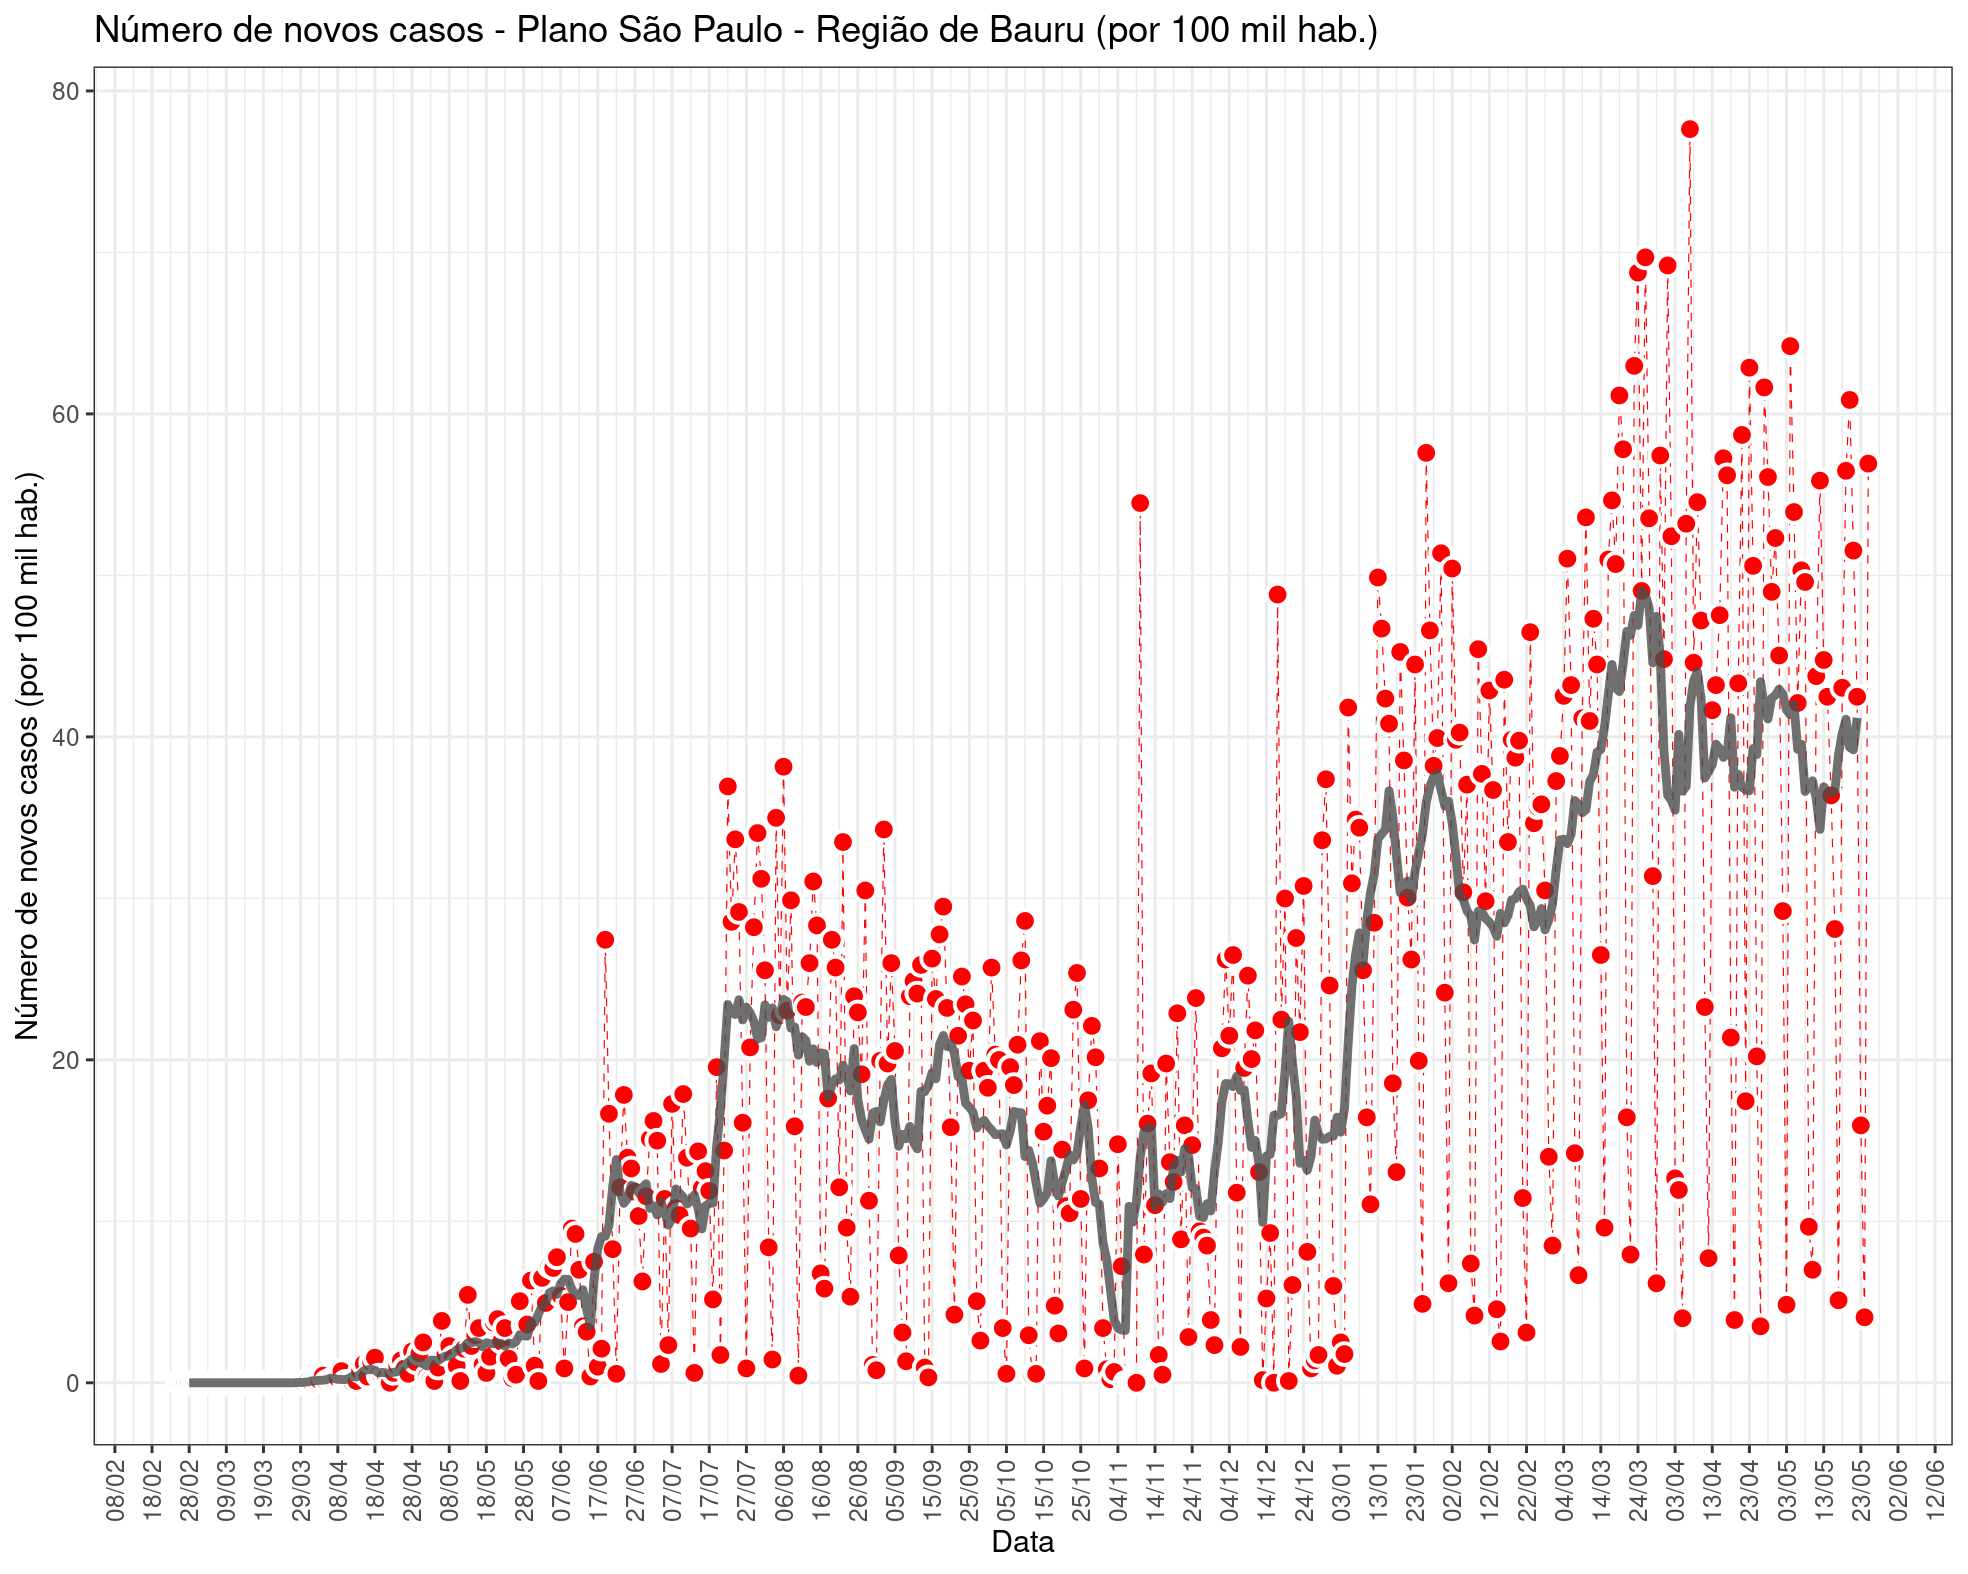 Número de novos casos - Plano São Paulo - Região de Bauru (por 100 mil hab.)
Número de novos casos (por 100 mil hab.)
80
60
40
20
0
08/02 18/02 28/02 09/03 19/03 29/03 08/04 18/04 28/04 08/05 18/05 28/05 07/06 17/06 27/06 07/07 17/07 27/07 06/08 16/08 26/08 05/09 15/09 25/09 05/10 15/10 25/10 04/11 14/11 24/11 04/12 14/12 24/12 03/01 13/01 23/01 02/02 12/02 22/02 04/03 14/03 24/03 03/04 13/04 23/04 03/05 13/05 23/05 02/06 12/06
Data